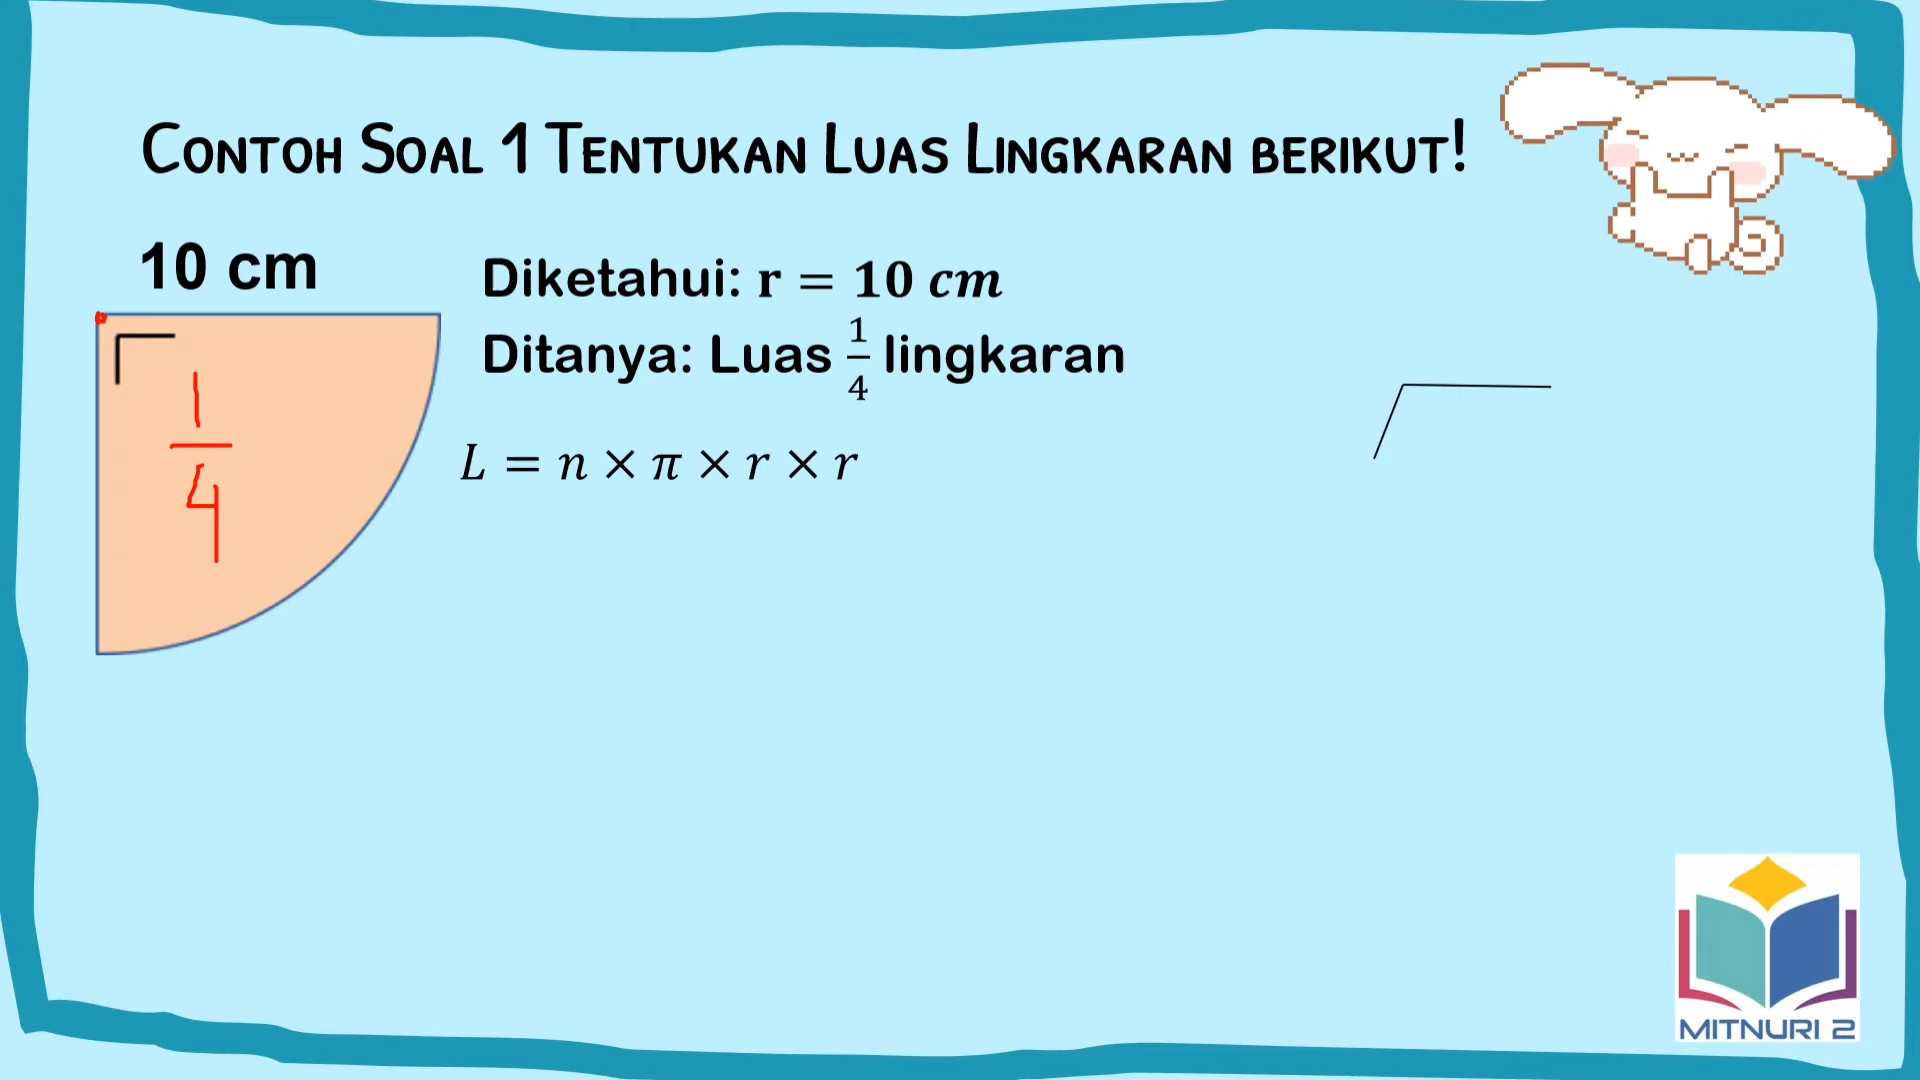 CONTOH SOAL 1 TENTUKAN LUAS LINGKARAN BERIKUT!
10 cm
Diketahui: r = 10 cm
Ditanya: Luas 1/4 lingkaran
1/4
L = n × π × r × r
MITNURI 2